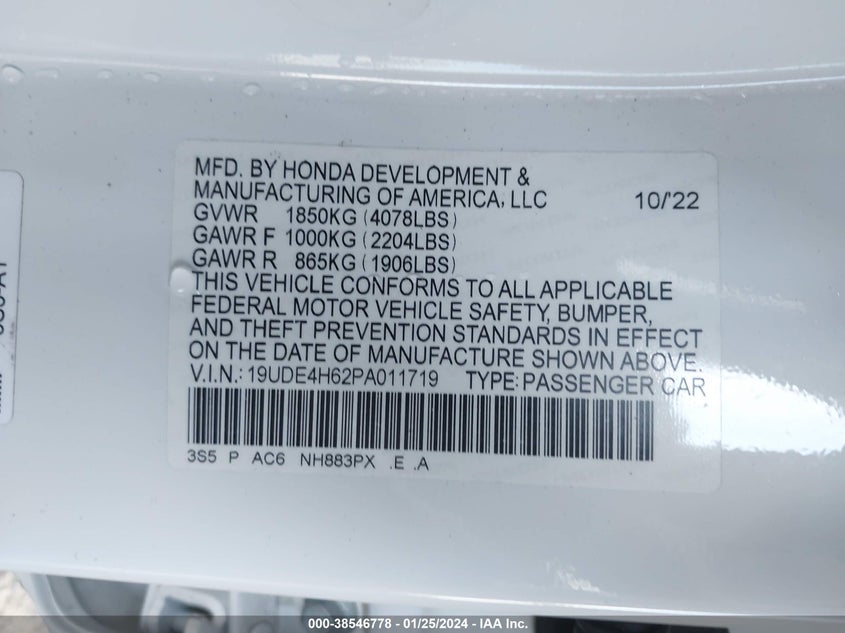 MFD. BY HONDA DEVELOPMENT &
MANUFACTURING OF AMERICA, LLC 10/'22
GVWR 1850KG (4078LBS)
GAWR F 1000KG (2204LBS)
GAWR R 865KG (1906LBS)
THIS VEHICLE CONFORMS TO ALL APPLICABLE
FEDERAL MOTOR VEHICLE SAFETY, BUMPER,
AND THEFT PREVENTION STANDARDS IN EFFECT
ON THE DATE OF MANUFACTURE SHOWN ABOVE.
V.I.N.: 19UDE4H62PA011719 TYPE: PASSENGER CAR
3S5 P AC6 NH883PX .E .A
000-38546778 - 01/25/2024 - IAA Inc.